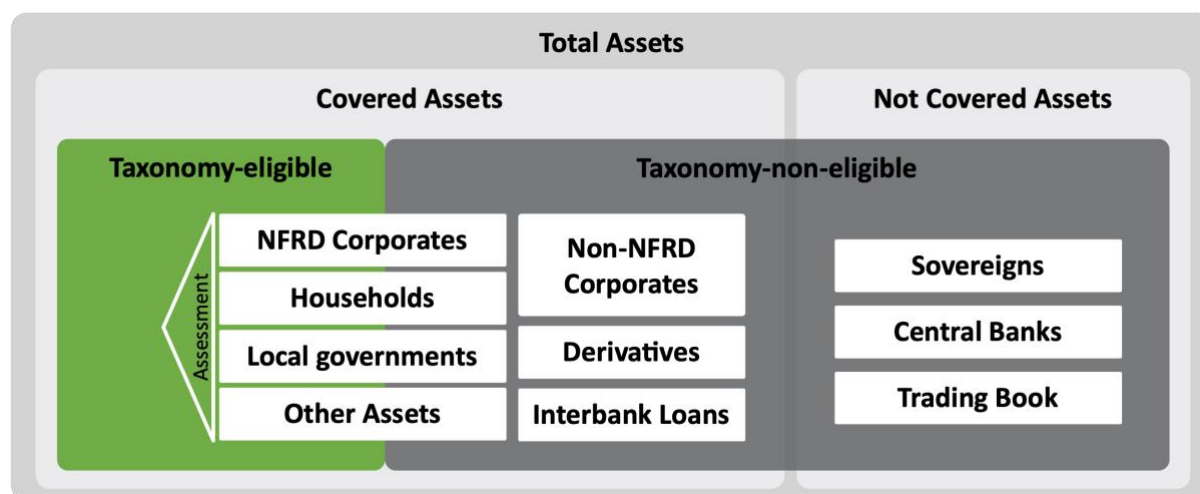 Total Assets
Covered Assets
Not Covered Assets
Taxonomy-eligible
Taxonomy-non-eligible
Assessment
NFRD Corporates
Households
Local governments
Other Assets
Non-NFRD
Corporates
Derivatives
Interbank Loans
Sovereigns
Central Banks
Trading Book